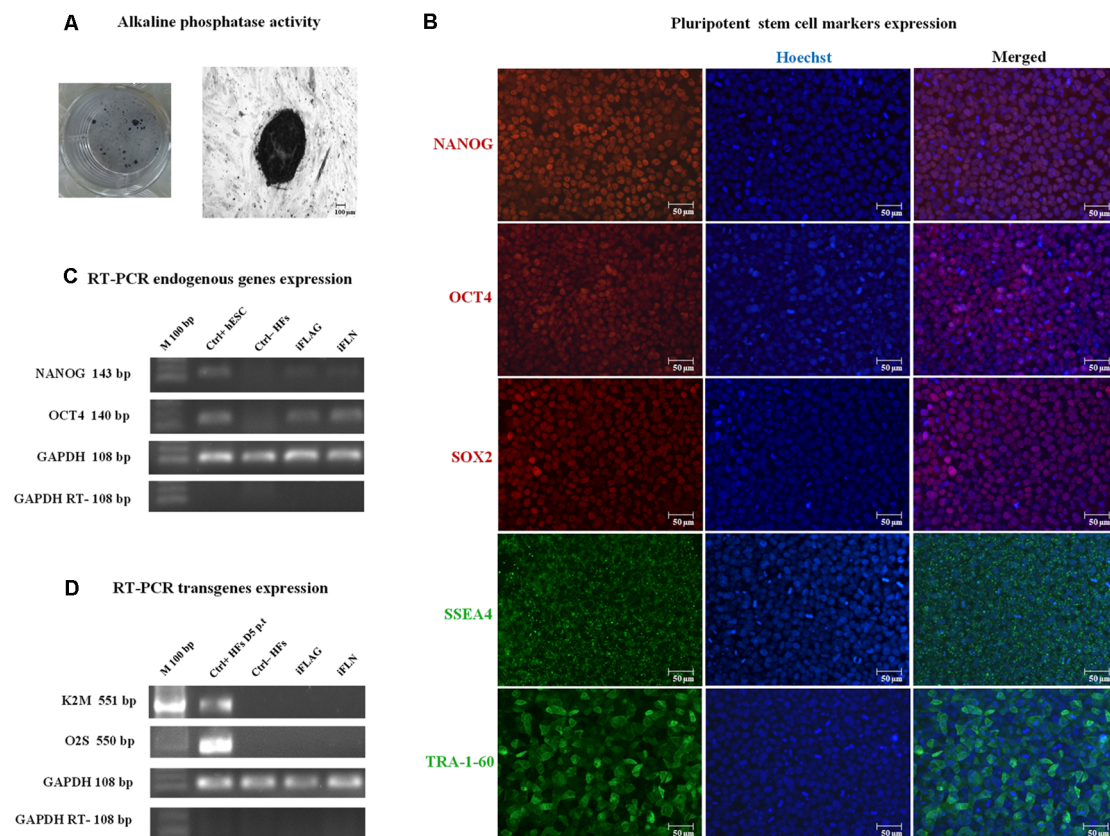 A Alkaline phosphatase activity
100 µm
B Pluripotent stem cell markers expression
Hoechst Merged
NANOG
50 µm 50 µm 50 µm
OCT4
50 µm 50 µm 50 µm
SOX2
50 µm 50 µm 50 µm
SSEA4
50 µm 50 µm 50 µm
TRA-1-60
50 µm 50 µm 50 µm
C RT-PCR endogenous genes expression
M 100 bp Ctrl+ hESC Ctrl– HFs iFLAG iFLN
NANOG 143 bp
OCT4 140 bp
GAPDH 108 bp
GAPDH RT- 108 bp
D RT-PCR transgenes expression
M 100 bp Ctrl+ HFs D5 p.t Ctrl– HFs iFLAG iFLN
K2M 551 bp
O2S 550 bp
GAPDH 108 bp
GAPDH RT- 108 bp